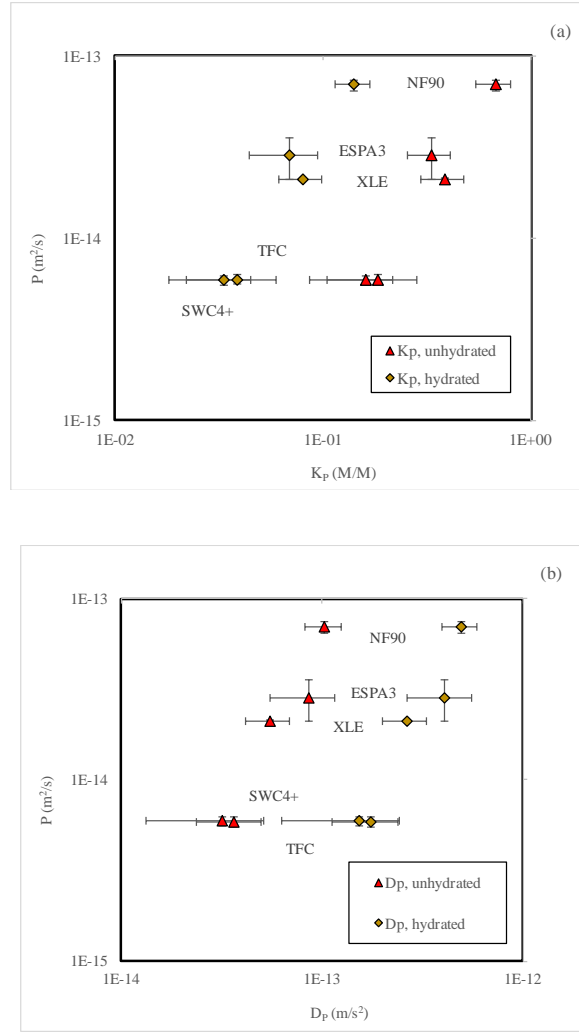 (a)
1E-13
NF90
ESPA3
XLE
1E-14
P (m²/s)
TFC
SWC4+
Kp, unhydrated
Kp, hydrated
1E-15
1E-02 1E-01 1E+00
K_P (M/M)
(b)
1E-13
NF90
ESPA3
XLE
1E-14
P (m²/s)
SWC4+
TFC
Dp, unhydrated
Dp, hydrated
1E-15
1E-14 1E-13 1E-12
D_P (m/s²)